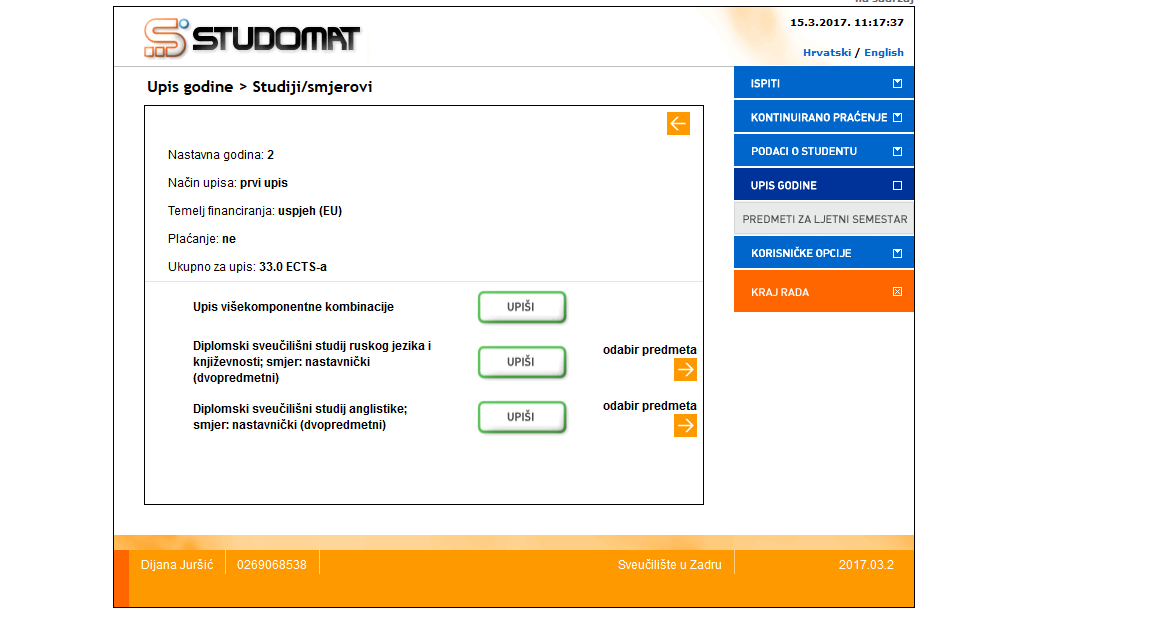 na sadržaj
STUDOMAT
15.3.2017. 11:17:37
Hrvatski / English
Upis godine > Studiji/smjerovi
Nastavna godina: 2
Način upisa: prvi upis
Temelj financiranja: uspjeh (EU)
Plaćanje: ne
Ukupno za upis: 33.0 ECTS-a
Upis višekomponentne kombinacije
UPIŠI
Diplomski sveučilišni studij ruskog jezika i
književnosti; smjer: nastavnički
(dvopredmetni)
UPIŠI
odabir predmeta
Diplomski sveučilišni studij anglistike;
smjer: nastavnički (dvopredmetni)
UPIŠI
odabir predmeta
ISPITI
KONTINUIRANO PRAĆENJE
PODACI O STUDENTU
UPIS GODINE
PREDMETI ZA LJETNI SEMESTAR
KORISNIČKE OPCIJE
KRAJ RADA
Dijana Juršić
0269068538
Sveučilište u Zadru
2017.03.2